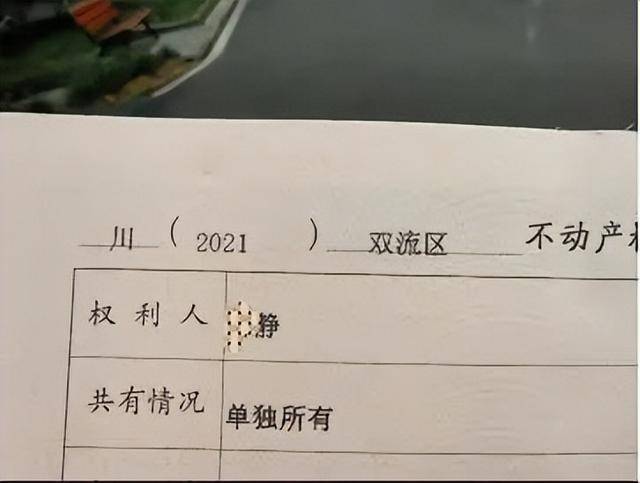 川（2021 ）双流区 不动产
权利人 静
共有情况 单独所有